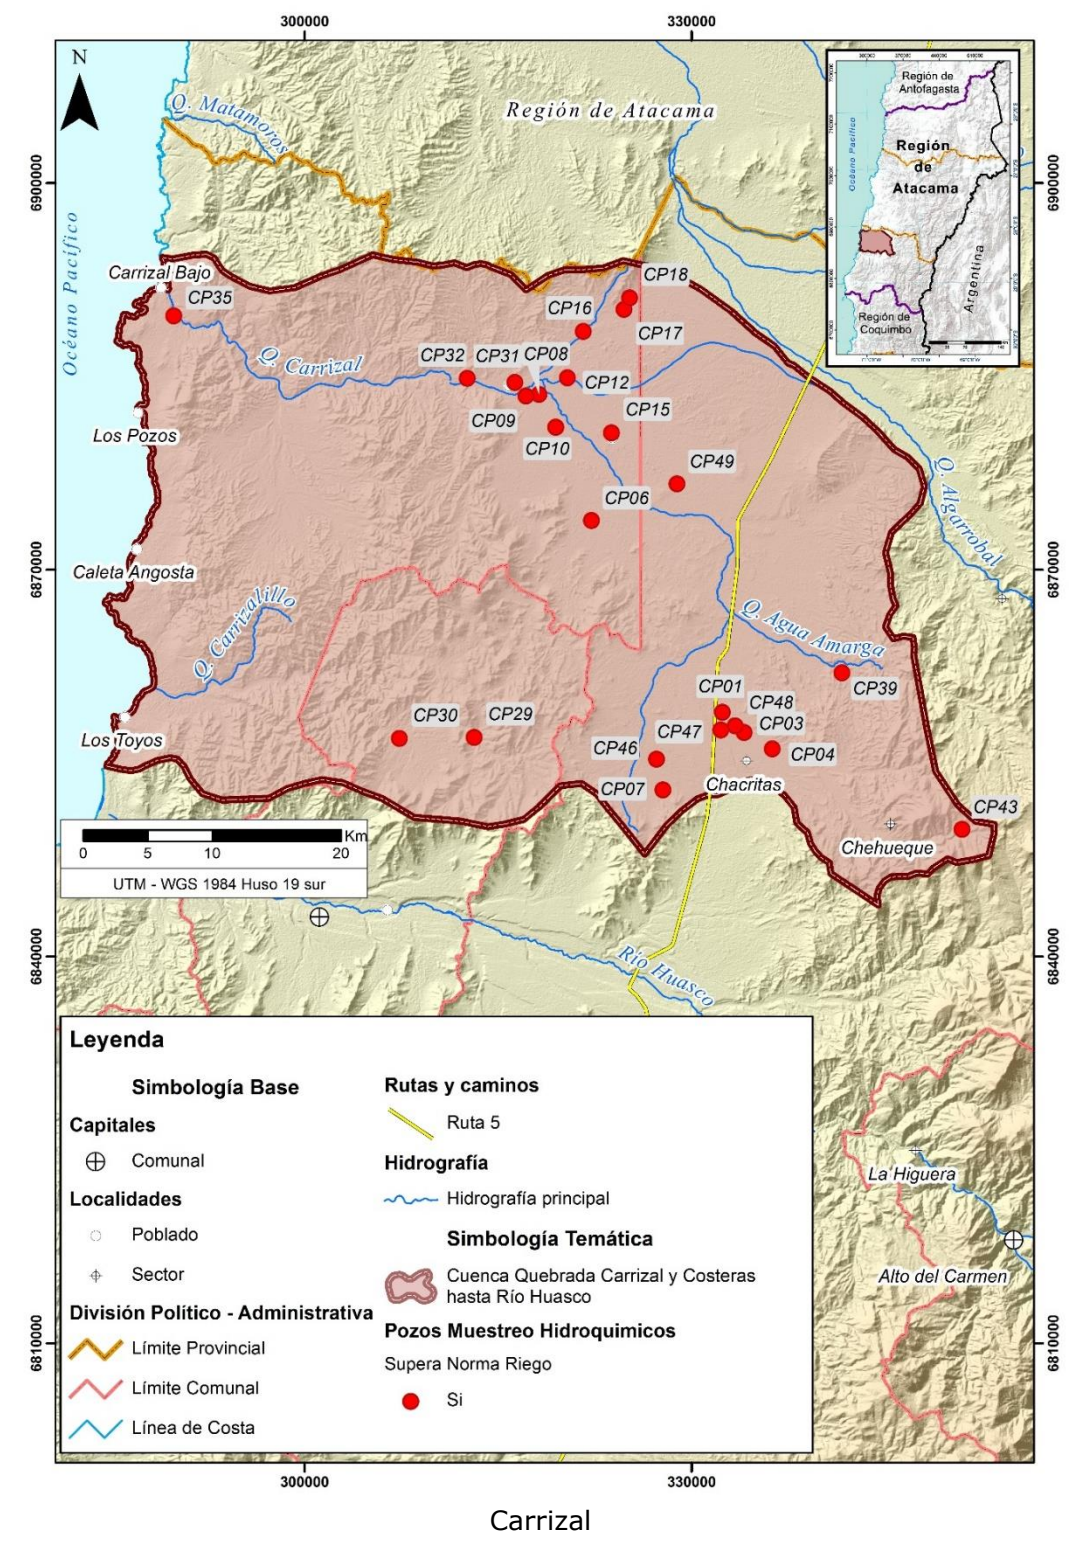 300000
330000
N
Q. Matamoros
Región de Atacama
Región de
Antofagasta
Región
de
Atacama
Océano Pacífico
Argentina
Región de
Coquimbo
6900000
6900000
Océano Pacífico
Carrizal Bajo
CP35
CP18
CP16
CP17
Q. Carrizal
CP32
CP31
CP08
CP12
CP09
CP15
CP10
Los Pozos
CP49
CP06
Q. Algarrobal
6870000
6870000
Caleta Angosta
Q. Carrizalillo
Q. Agua Amarga
CP39
CP01
CP48
CP03
CP30
CP29
CP47
CP46
CP04
Los Toyos
CP07
Chacritas
CP43
Chehueque
Km
0 5 10 20
UTM - WGS 1984 Huso 19 sur
6840000
6840000
Río Huasco
Leyenda
Simbología Base
Capitales
Comunal
Localidades
Poblado
Sector
División Político - Administrativa
Límite Provincial
Límite Comunal
Línea de Costa
Rutas y caminos
Ruta 5
Hidrografía
Hidrografía principal
Simbología Temática
Cuenca Quebrada Carrizal y Costeras
hasta Río Huasco
Pozos Muestreo Hidroquimicos
Supera Norma Riego
Si
La Higuera
Alto del Carmen
6810000
6810000
300000
330000
Carrizal